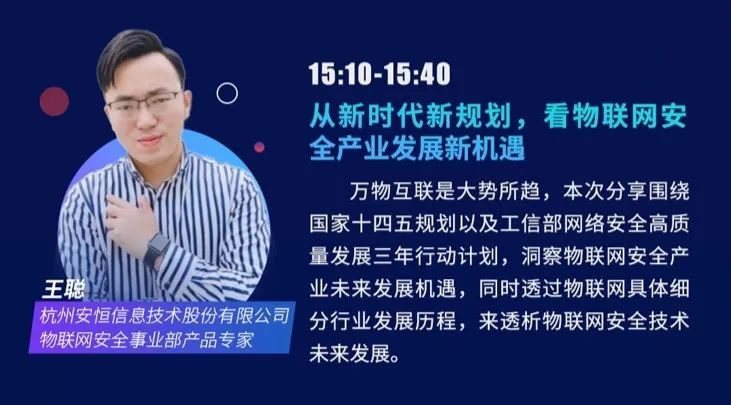 15:10-15:40
从新时代新规划，看物联网安
全产业发展新机遇
万物互联是大势所趋，本次分享围绕
国家十四五规划以及工信部网络安全高质
量发展三年行动计划，洞察物联网安全产
业未来发展机遇，同时透过物联网具体细
分行业发展历程，来透析物联网安全技术
未来发展。
王聪
杭州安恒信息技术股份有限公司
物联网安全事业部产品专家